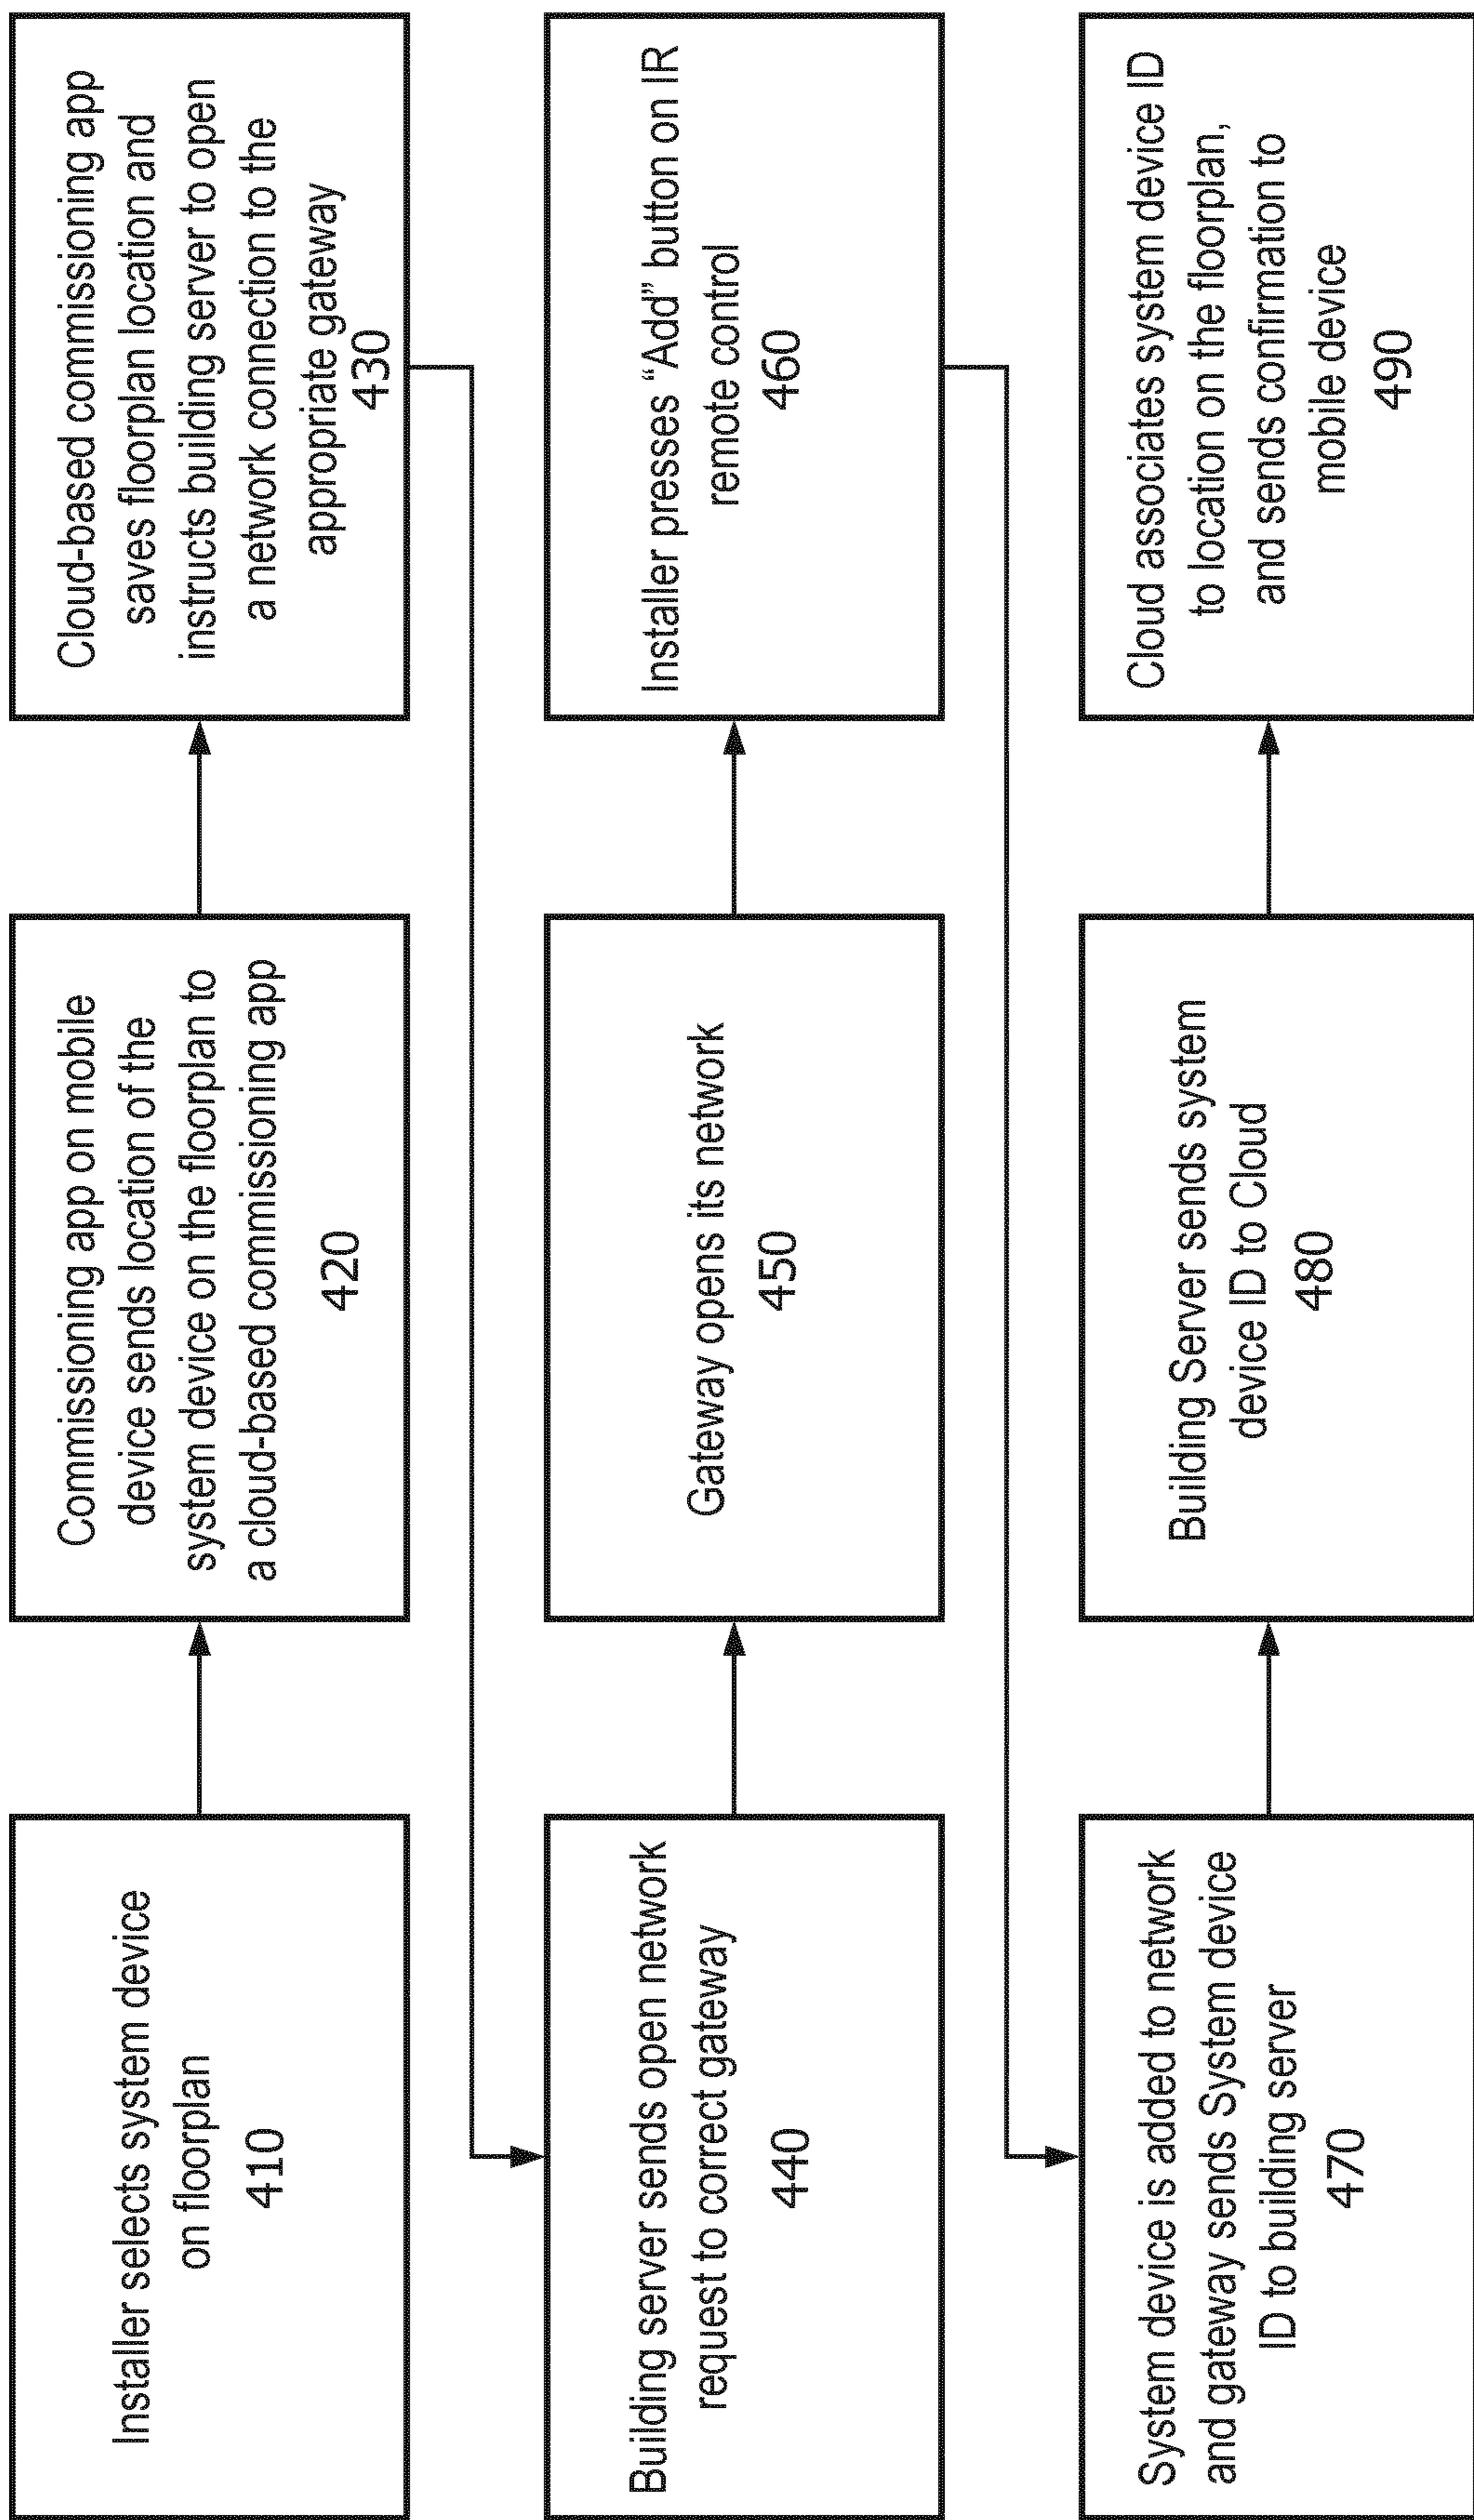 Installer selects system device
on floorplan
410
Commissioning app on mobile
device sends location of the
system device on the floorplan to
a cloud-based commissioning app
420
Cloud-based commissioning app
saves floorplan location and
instructs building server to open
a network connection to the
appropriate gateway
430
Building server sends open network
request to correct gateway
440
Gateway opens its network
450
Installer presses “Add” button on IR
remote control
460
System device is added to network
and gateway sends System device
ID to building server
470
Building Server sends system
device ID to Cloud
480
Cloud associates system device ID
to location on the floorplan,
and sends confirmation to
mobile device
490